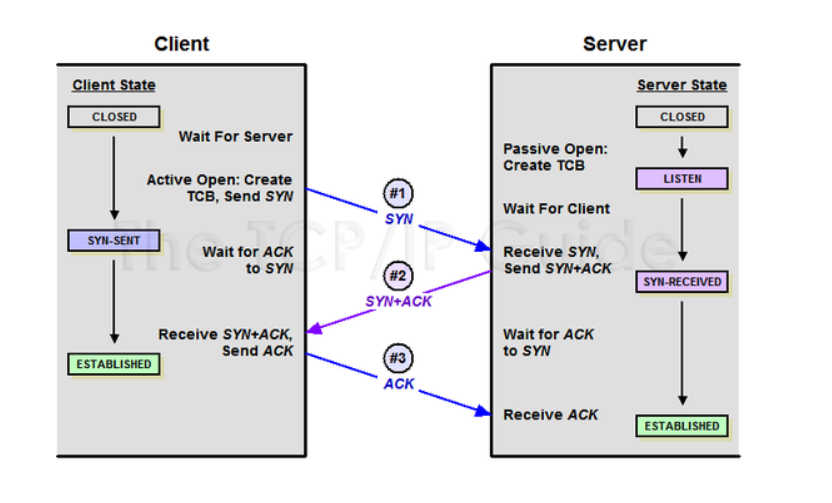 Client
Server
Client State
CLOSED
Wait For Server
Active Open: Create
TCB, Send SYN
SYN-SENT
Wait for ACK
to SYN
Receive SYN+ACK,
Send ACK
ESTABLISHED
#1
SYN
#2
SYN+ACK
#3
ACK
Server State
CLOSED
Passive Open:
Create TCB
LISTEN
Wait For Client
Receive SYN,
Send SYN+ACK
SYN-RECEIVED
Wait for ACK
to SYN
Receive ACK
ESTABLISHED
The TCP/IP Guide